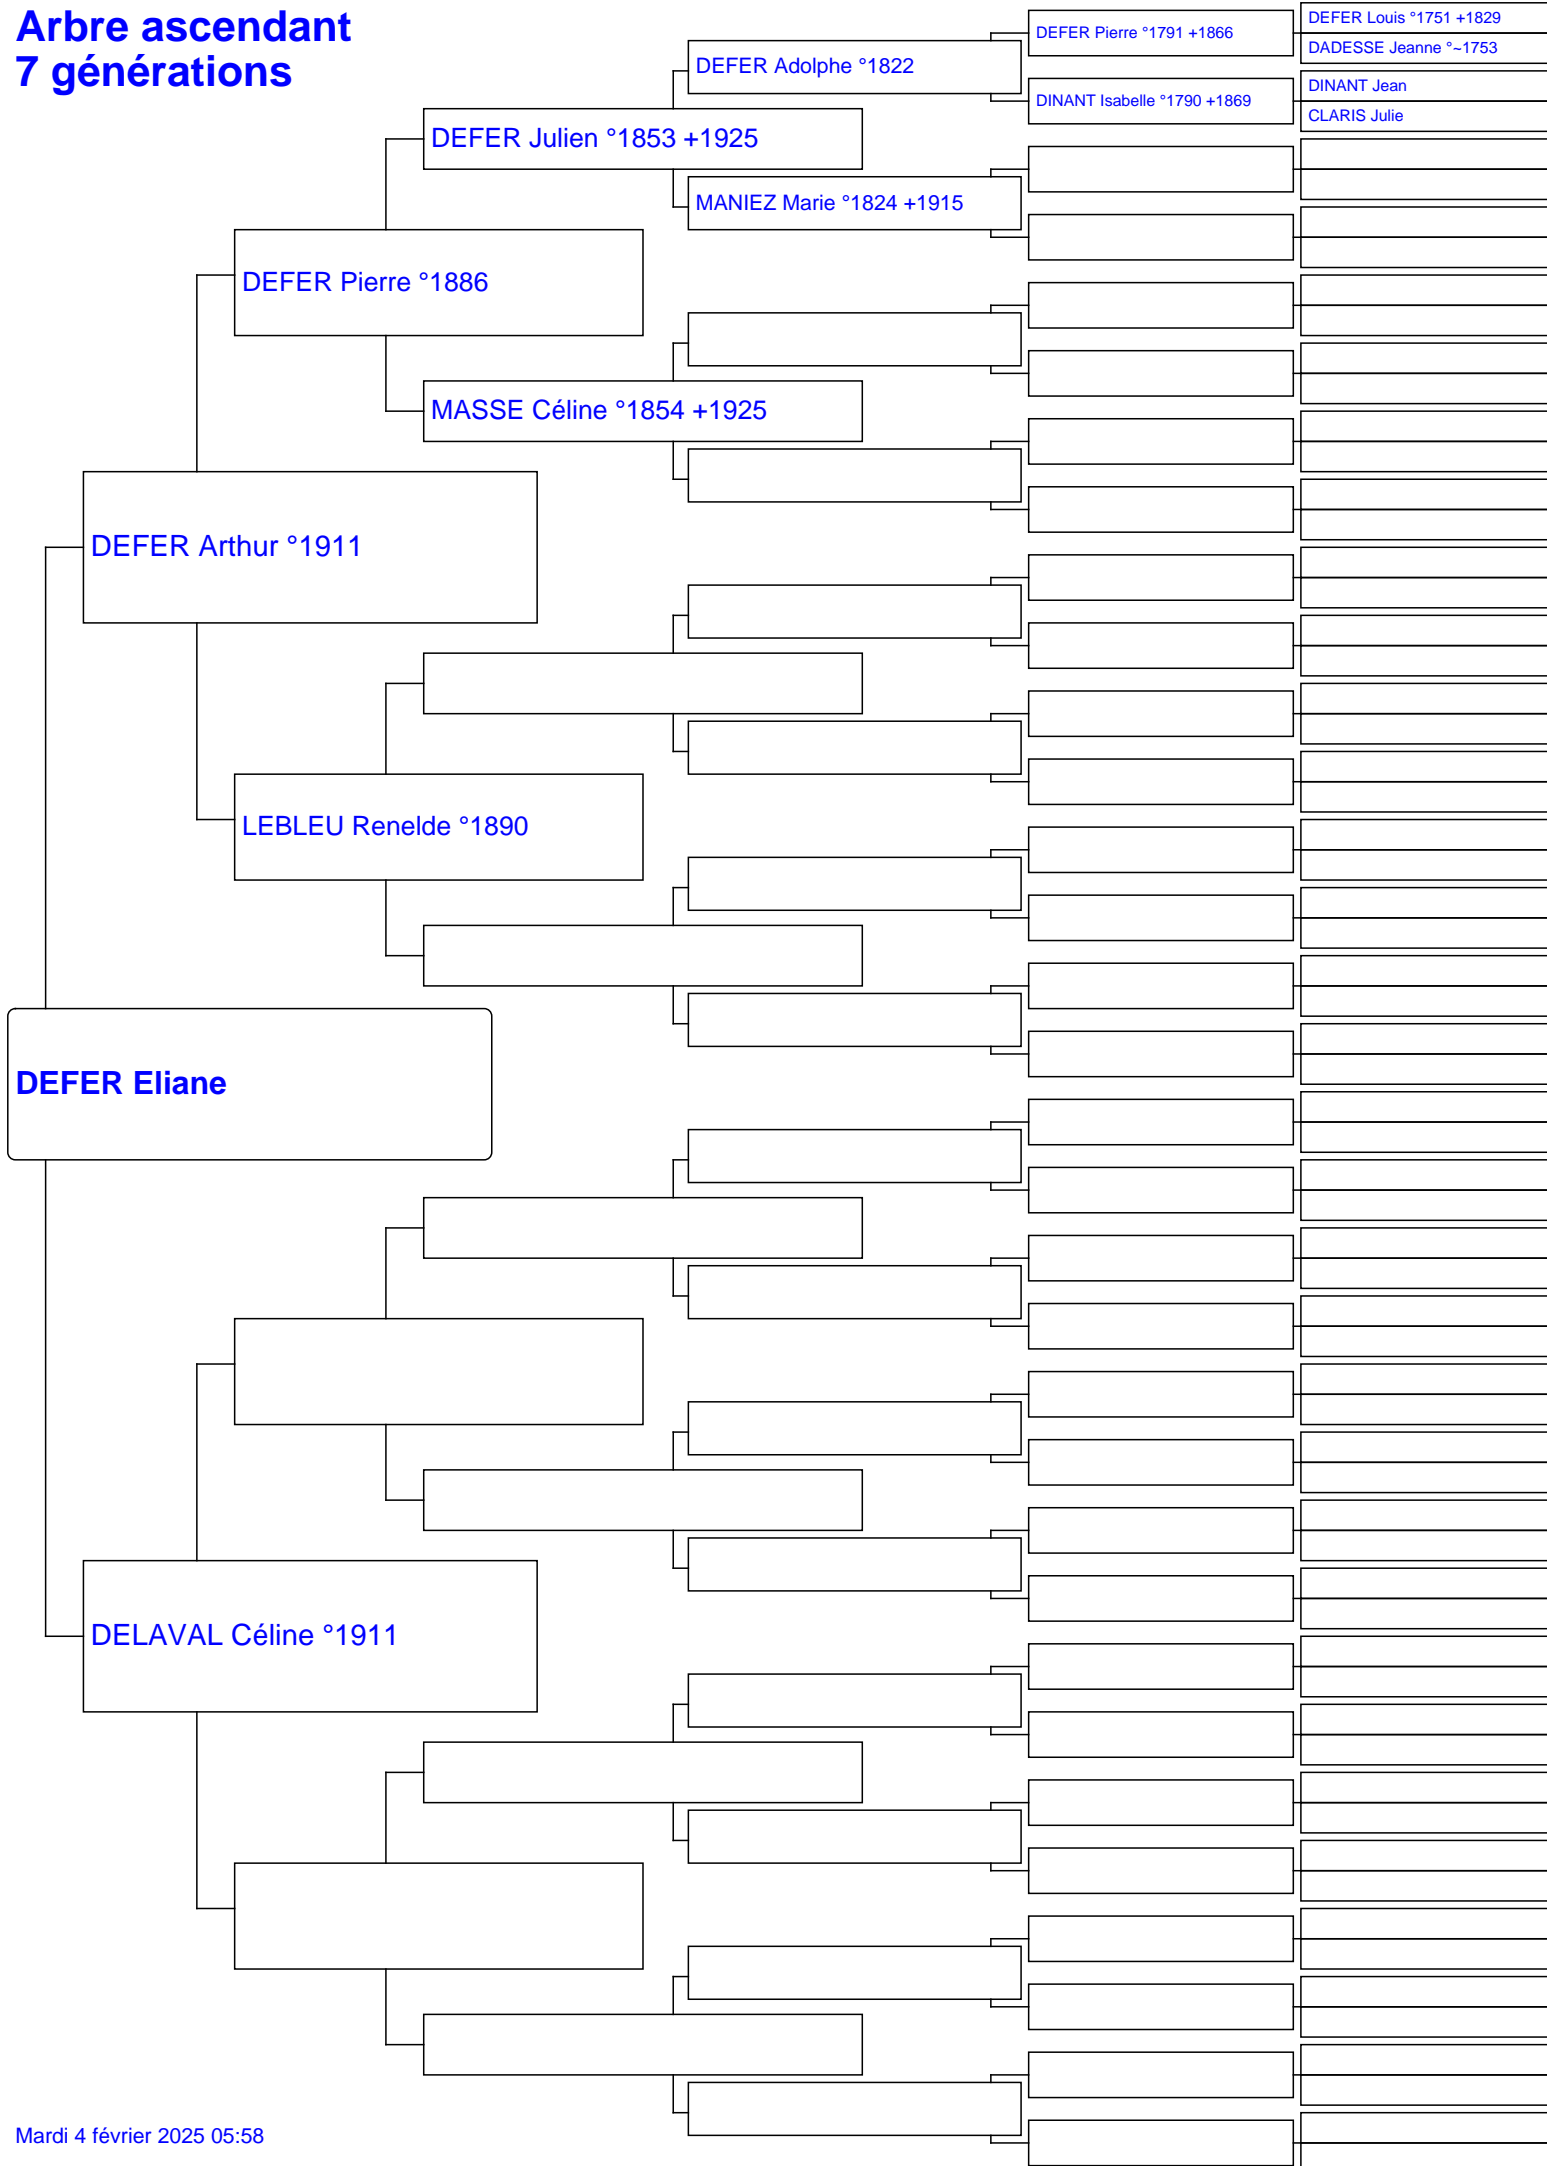 Arbre ascendant
7 générations
DEFER Pierre °1791 +1866
DEFER Louis °1751 +1829
DADESSE Jeanne °~1753
DEFER Adolphe °1822
DINANT Isabelle °1790 +1869
DINANT Jean
CLARIS Julie
DEFER Julien °1853 +1925
MANIEZ Marie °1824 +1915
DEFER Pierre °1886
MASSE Céline °1854 +1925
DEFER Arthur °1911
LEBLEU Renelde °1890
DEFER Eliane
DELAVAL Céline °1911
Mardi 4 février 2025 05:58